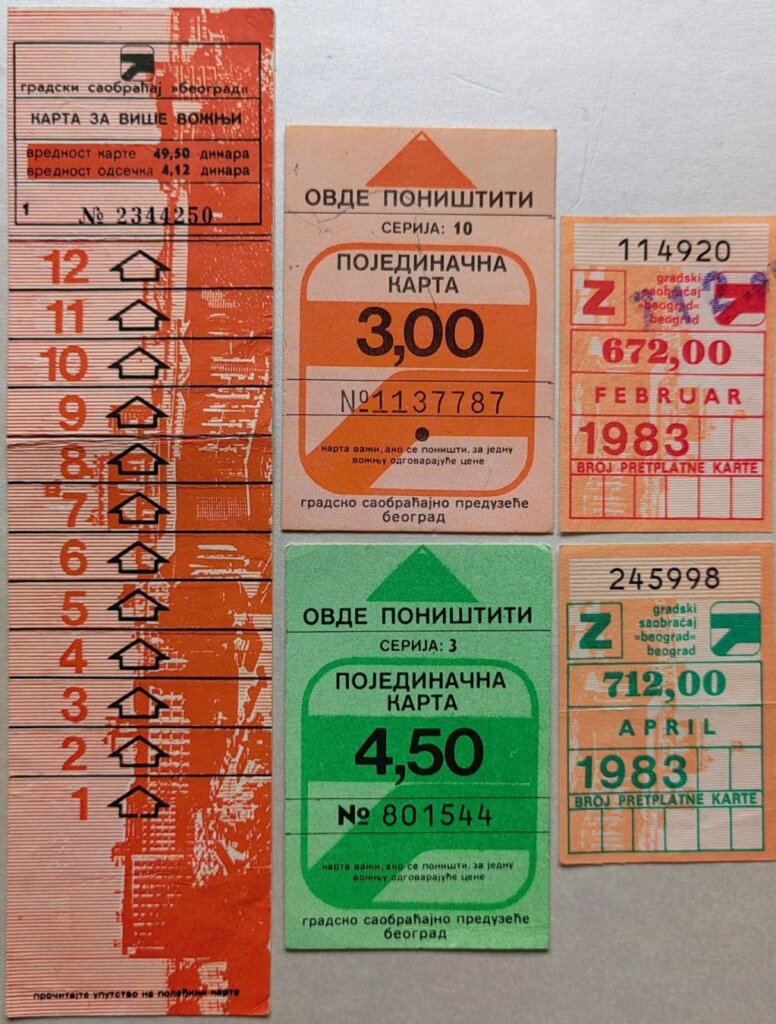 градски саобраћај »београд«
КАРТА ЗА ВИШЕ ВОЖЊИ
вредност карте 49,50 динара
вредност одсечка 4,12 динара
1 № 2344250
12
11
10
9
8
7
6
5
4
3
2
1
прочитајте упутство на полеђини карте
ОВДЕ ПОНИШТИТИ
СЕРИЈА: 10
ПОЈЕДИНАЧНА
КАРТА
3,00
№1137787
карта важи, ако се поништи, за једну
вожњу одговарајуће цене
градско саобраћајно предузеће
београд
ОВДЕ ПОНИШТИТИ
СЕРИЈА: 3
ПОЈЕДИНАЧНА
КАРТА
4,50
№ 801544
карта важи, ако се поништи, за једну
вожњу одговарајуће цене
градско саобраћајно предузеће
београд
114920
Z
gradski
saobraćaj
»beograd«
beograd
672,00
FEBRUAR
1983
BROJ PRETPLATNE KARTE
245998
Z
gradski
saobraćaj
»beograd«
beograd
712,00
APRIL
1983
BROJ PRETPLATNE KARTE